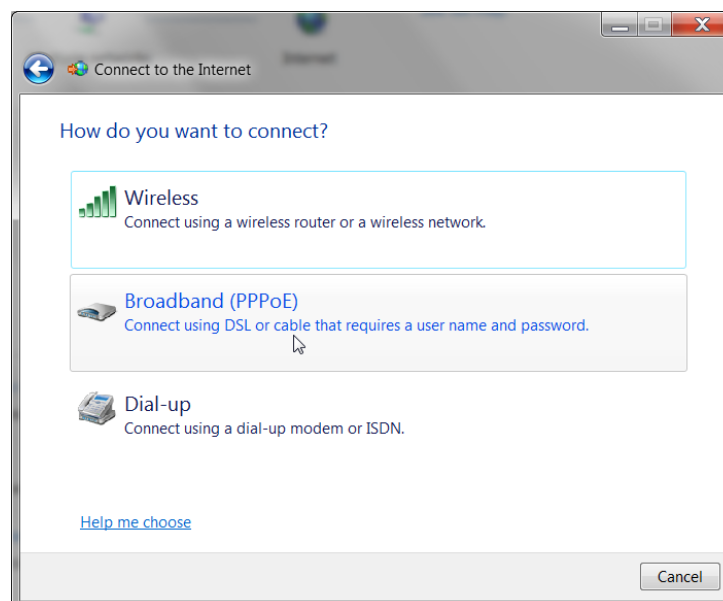 Internet
Connect to the Internet
How do you want to connect?
Wireless
Connect using a wireless router or a wireless network.
Broadband (PPPoE)
Connect using DSL or cable that requires a user name and password.
Dial-up
Connect using a dial-up modem or ISDN.
Help me choose
Cancel